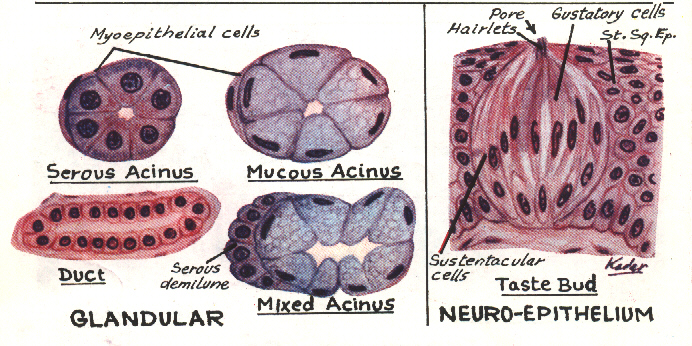 Myoepithelial cells
Serous Acinus
Mucous Acinus
Duct
Serous
demilune
Mixed Acinus
GLANDULAR
Pore
Hairlets
Gustatory cells
St. Sq. Ep.
Sustentacular
cells
Kader
Taste Bud
NEURO-EPITHELIUM